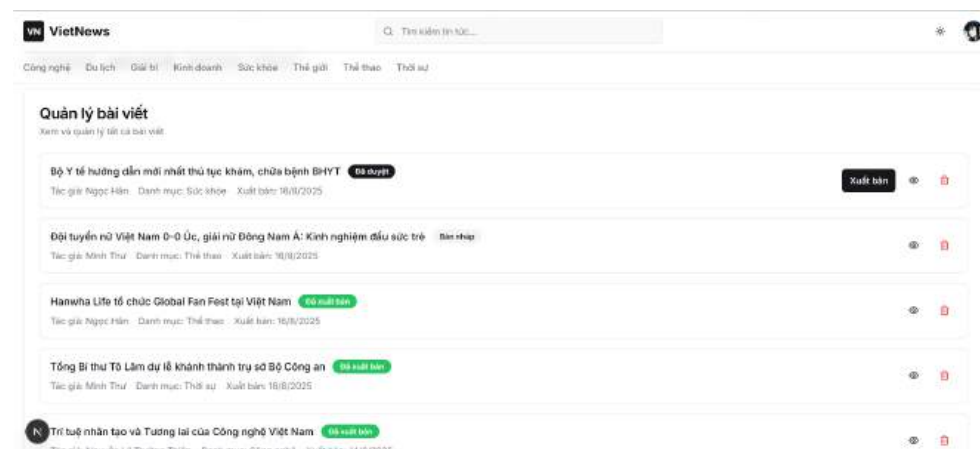 VN VietNews
Tìm kiếm tin tức...
Công nghệ Du lịch Giải trí Kinh doanh Sức khỏe Thế giới Thể thao Thời sự
Quản lý bài viết
Xem và quản lý tất cả bài viết
Bộ Y tế hướng dẫn mới nhất thủ tục khám, chữa bệnh BHYT Đã duyệt
Xuất bản
Tác giả: Ngọc Hân Danh mục: Sức khỏe Xuất bản: 16/8/2025
Đội tuyển nữ Việt Nam 0-0 Úc, giải nữ Đông Nam Á: Kinh nghiệm đấu sức trẻ Bản nháp
Tác giả: Minh Thư Danh mục: Thể thao Xuất bản: 16/8/2025
Hanwha Life tổ chức Global Fan Fest tại Việt Nam Đã xuất bản
Tác giả: Ngọc Hân Danh mục: Thể thao Xuất bản: 16/8/2025
Tổng Bí thư Tô Lâm dự lễ khánh thành trụ sở Bộ Công an Đã xuất bản
Tác giả: Minh Thư Danh mục: Thời sự Xuất bản: 16/8/2025
N
Trí tuệ nhân tạo và Tương lai của Công nghệ Việt Nam Đã xuất bản